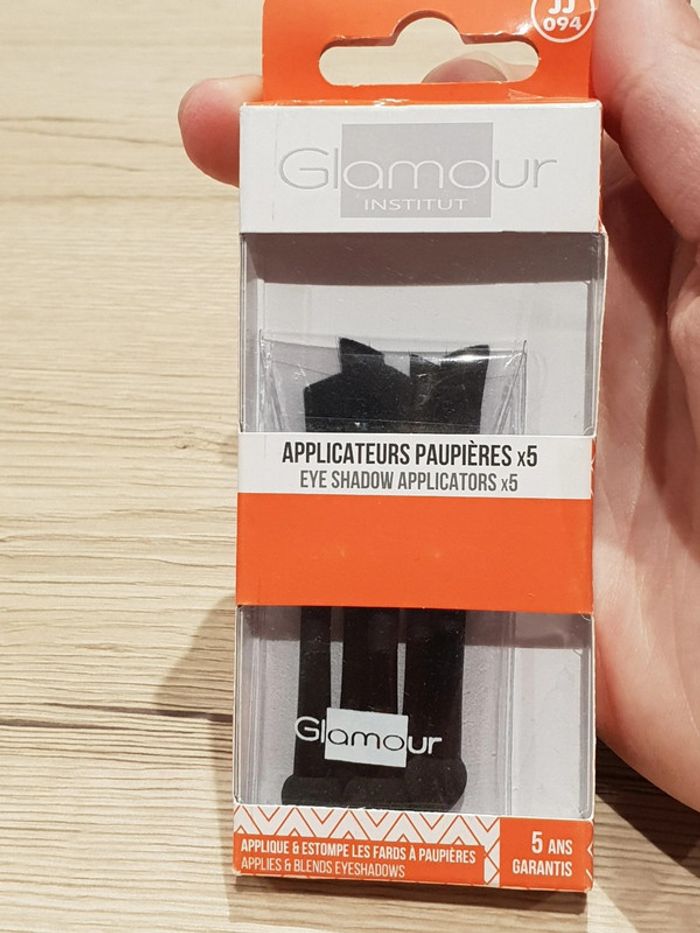 JJ
094
Glamour
INSTITUT
APPLICATEURS PAUPIÈRES x5
EYE SHADOW APPLICATORS x5
Glamour
APPLIQUE & ESTOMPE LES FARDS À PAUPIÈRES
APPLIES & BLENDS EYESHADOWS
5 ANS
GARANTIS